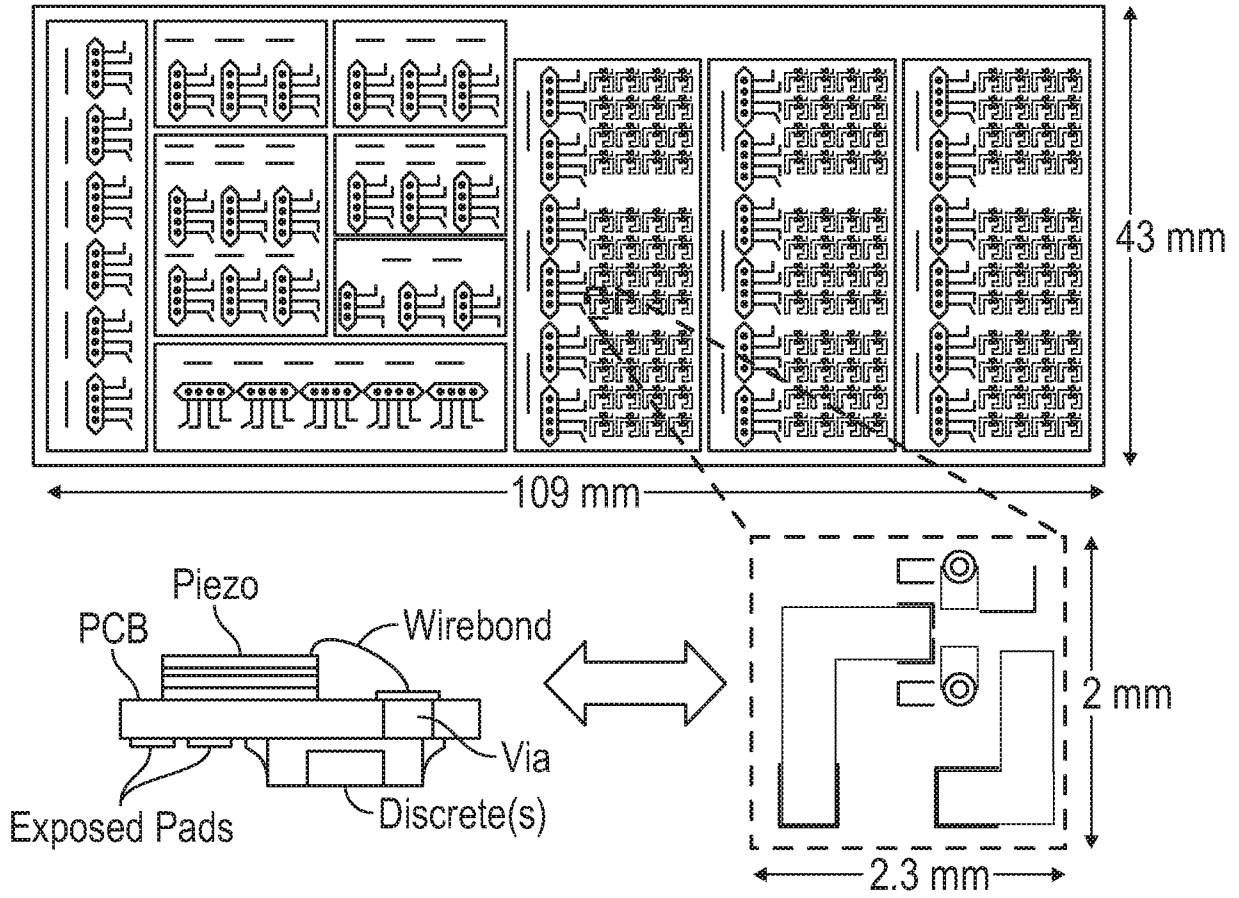 43 mm
109 mm
Piezo
PCB
Wirebond
2 mm
Via
Discrete(s)
Exposed Pads
2.3 mm